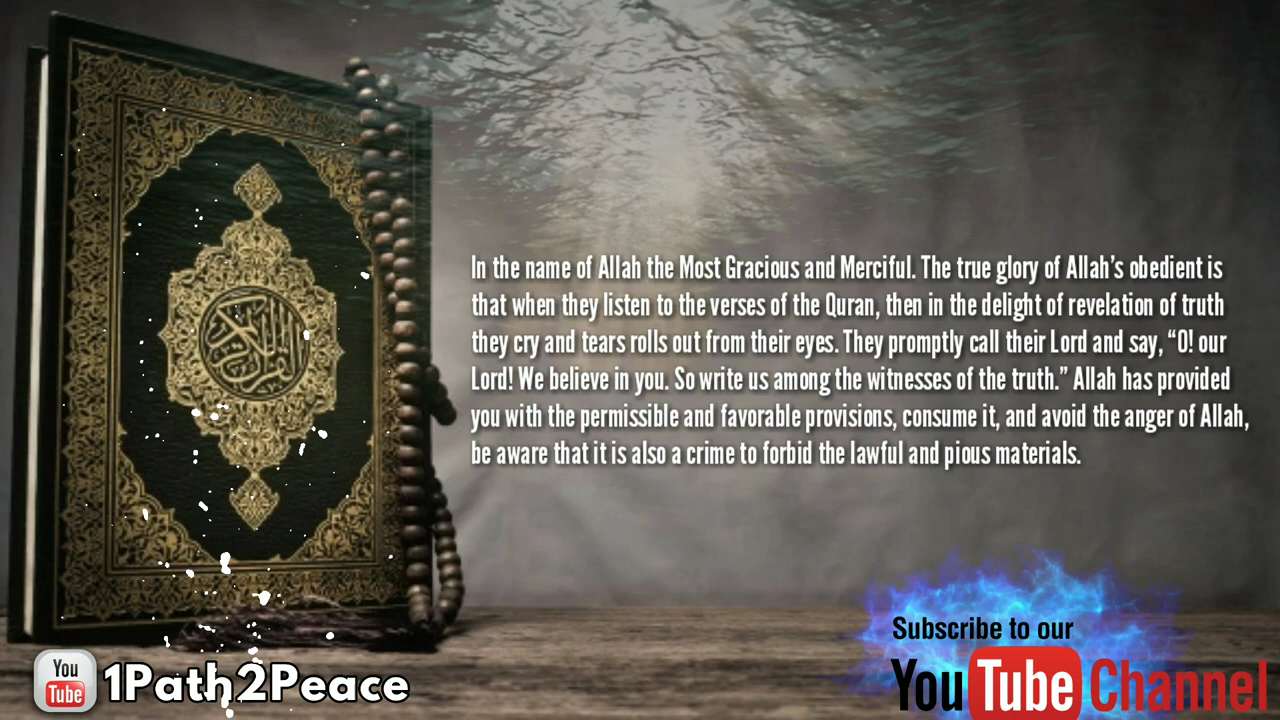 In the name of Allah the Most Gracious and Merciful. The true glory of Allah’s obedient is
that when they listen to the verses of the Quran, then in the delight of revelation of truth
they cry and tears rolls out from their eyes. They promptly call their Lord and say, “O! our
Lord! We believe in you. So write us among the witnesses of the truth.” Allah has provided
you with the permissible and favorable provisions, consume it, and avoid the anger of Allah,
be aware that it is also a crime to forbid the lawful and pious materials.
Subscribe to our
YouTube Channel
You
Tube
1Path2Peace